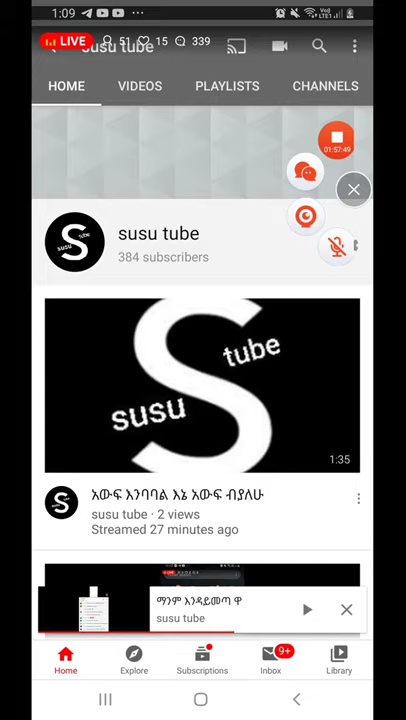 1:09
LIVE 51 15 339
susu tube
HOME VIDEOS PLAYLISTS CHANNELS
01:57:49
susu tube
susu tube
384 subscribers
susu tube
1:35
አውፍ እንባባል እኔ አውፍ ብያለሁ
susu tube · 2 views
Streamed 27 minutes ago
ማንም እንዳይመጣ ዋ
susu tube
Home Explore Subscriptions Inbox 9+ Library